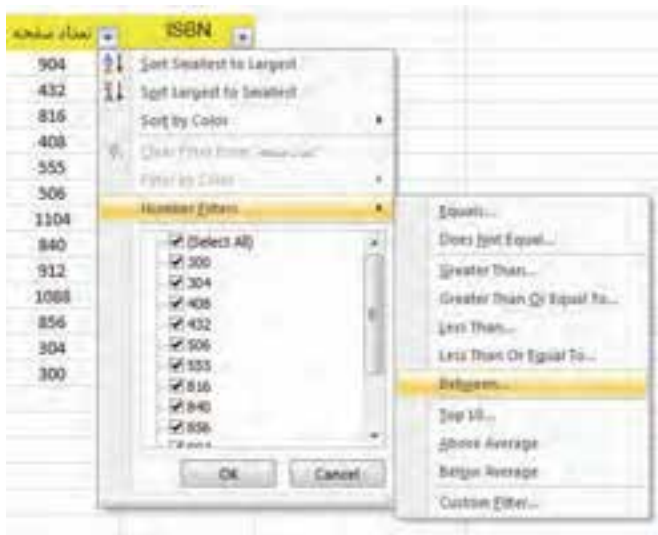 تعداد صفحه
ISBN
904
432
816
408
555
506
1104
840
912
1088
856
304
300
Sort Smallest to Largest
Sort Largest to Smallest
Sort by Color
Clear Filter From
Filter by Color
Number Filters
(Select All)
300
304
408
432
506
555
816
840
856
OK
Cancel
Equals...
Does Not Equal...
Greater Than...
Greater Than Or Equal To...
Less Than...
Less Than Or Equal To...
Between...
Top 10...
Above Average
Below Average
Custom Filter...